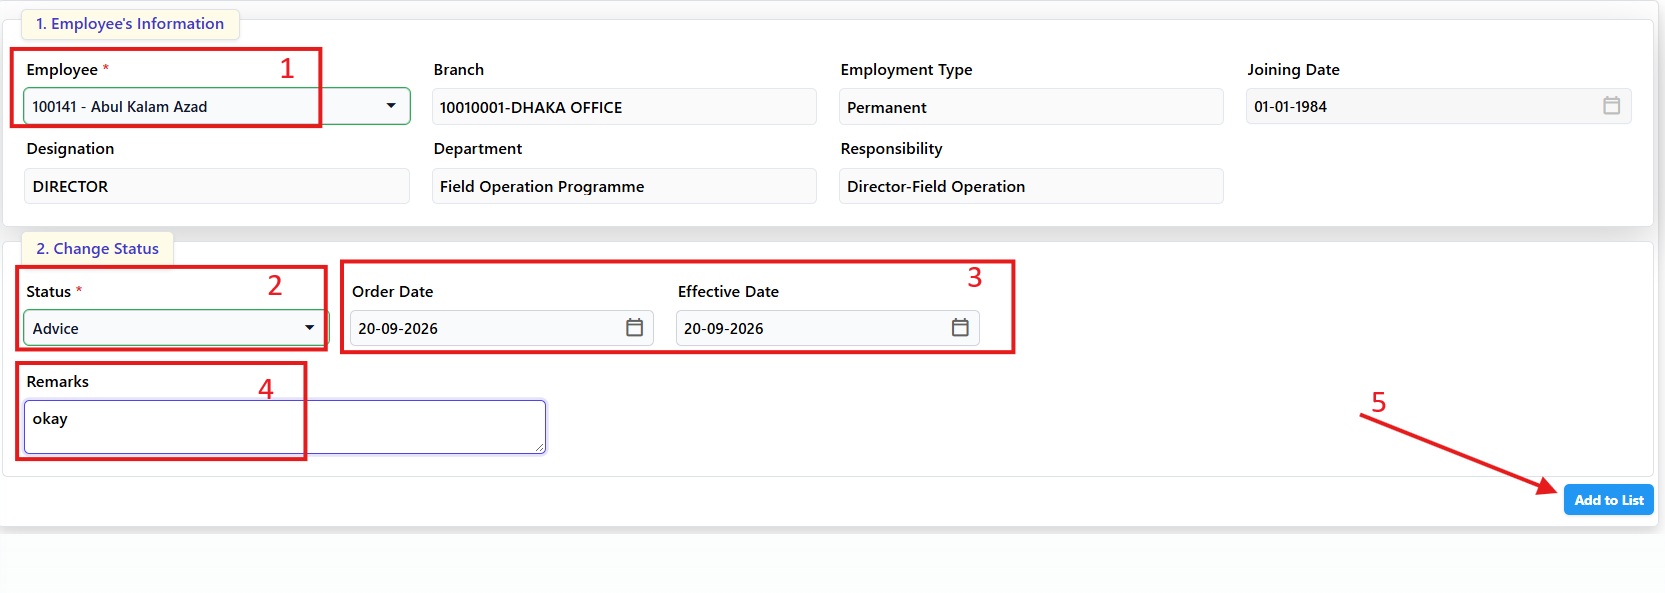 1. Employee's Information
Employee * 1 Branch Employment Type Joining Date
100141 - Abul Kalam Azad 10010001-DHAKA OFFICE Permanent 01-01-1984
Designation Department Responsibility
DIRECTOR Field Operation Programme Director-Field Operation
2. Change Status
Status * 2 Order Date Effective Date 3
Advice 20-09-2026 20-09-2026
Remarks 4
okay
5
Add to List